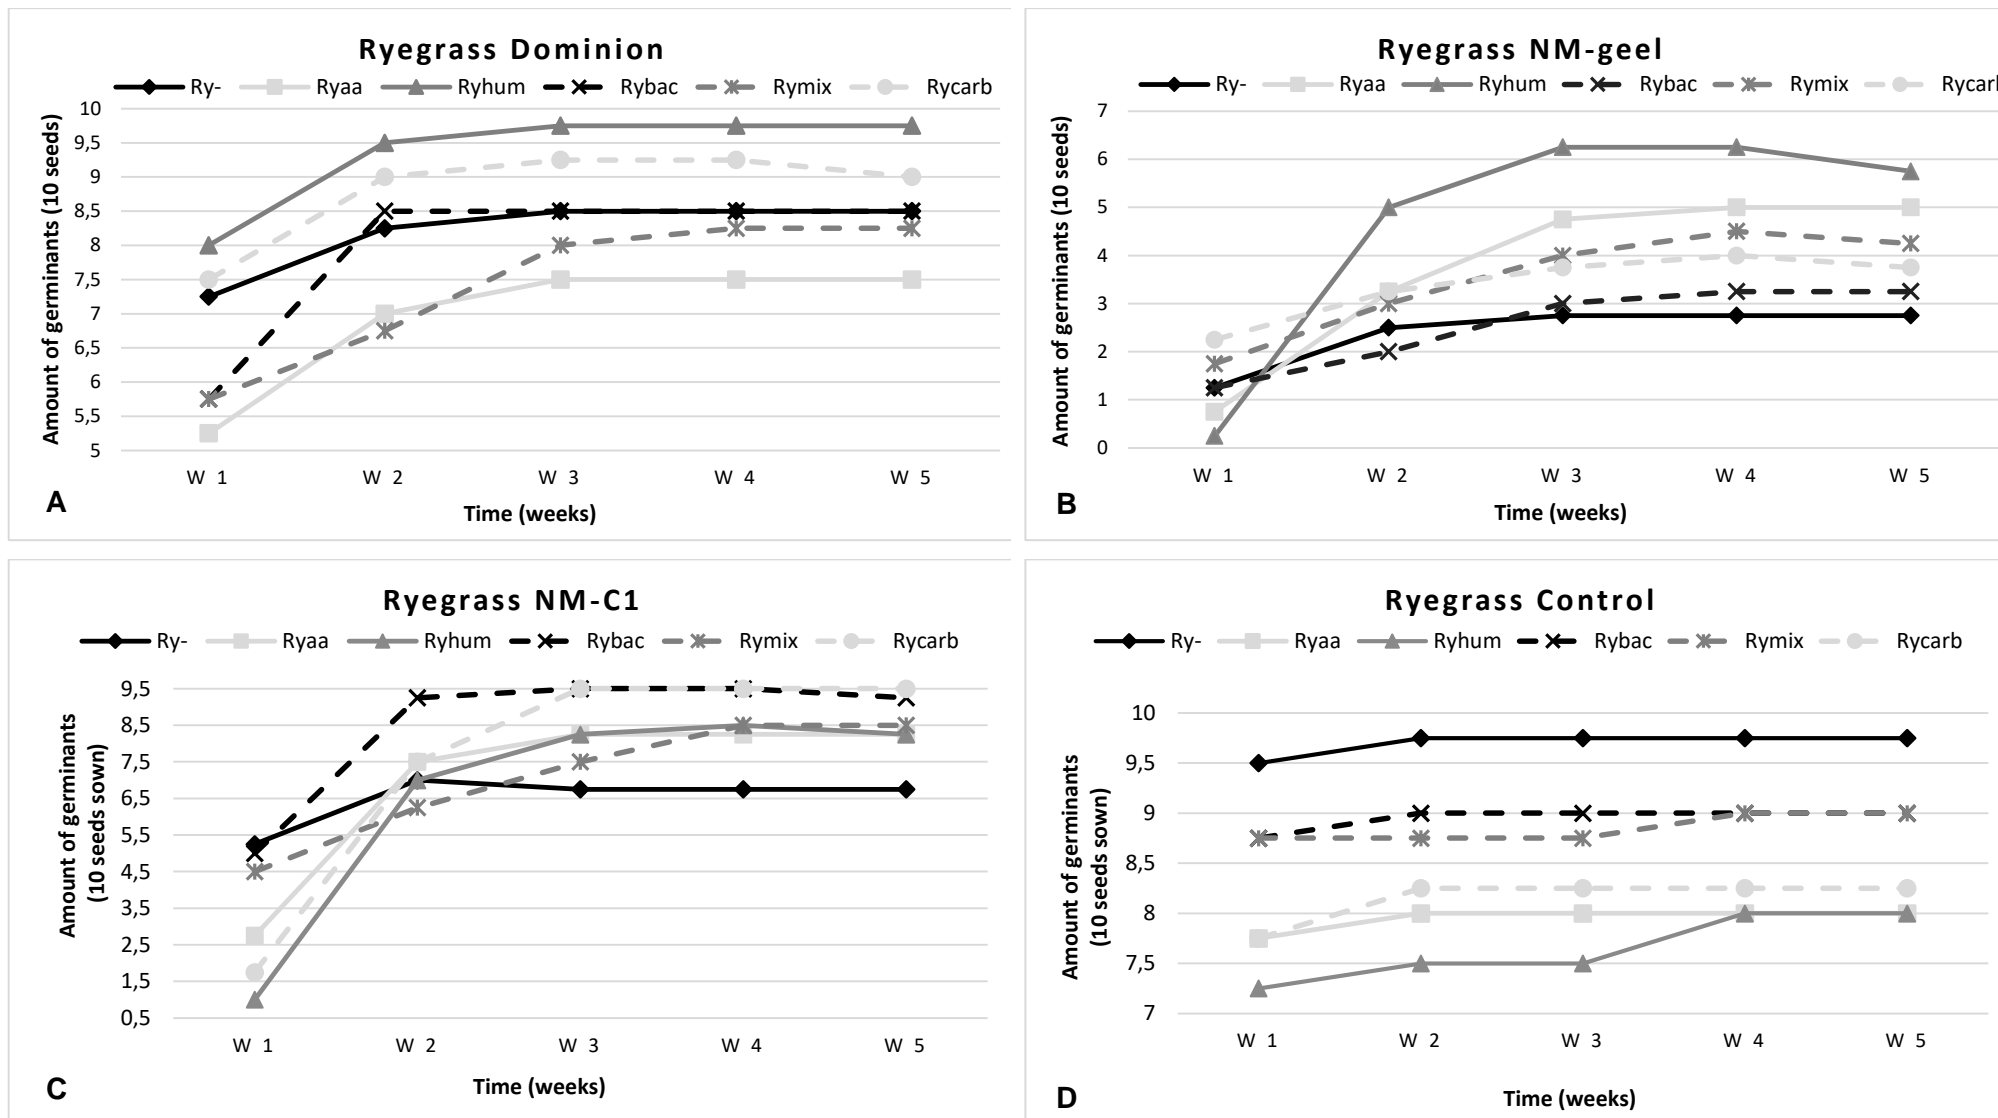 Ryegrass Dominion
Ry- Ryaa Ryhum Rybac Rymix Rycarb
10
9,5
9
8,5
8
7,5
7
6,5
6
5,5
5
Amount of germinants (10 seeds)
W 1 W 2 W 3 W 4 W 5
Time (weeks)
A
Ryegrass NM-geel
Ry- Ryaa Ryhum Rybac Rymix Rycarb
7
6
5
4
3
2
1
0
Amount of germinants (10 seeds)
W 1 W 2 W 3 W 4 W 5
Time (weeks)
B
Ryegrass NM-C1
Ry- Ryaa Ryhum Rybac Rymix Rycarb
9,5
8,5
7,5
6,5
5,5
4,5
3,5
2,5
1,5
0,5
Amount of germinants
(10 seeds sown)
W 1 W 2 W 3 W 4 W 5
Time (weeks)
C
Ryegrass Control
Ry- Ryaa Ryhum Rybac Rymix Rycarb
10
9,5
9
8,5
8
7,5
7
Amount of germinants
(10 seeds sown)
W 1 W 2 W 3 W 4 W 5
Time (weeks)
D